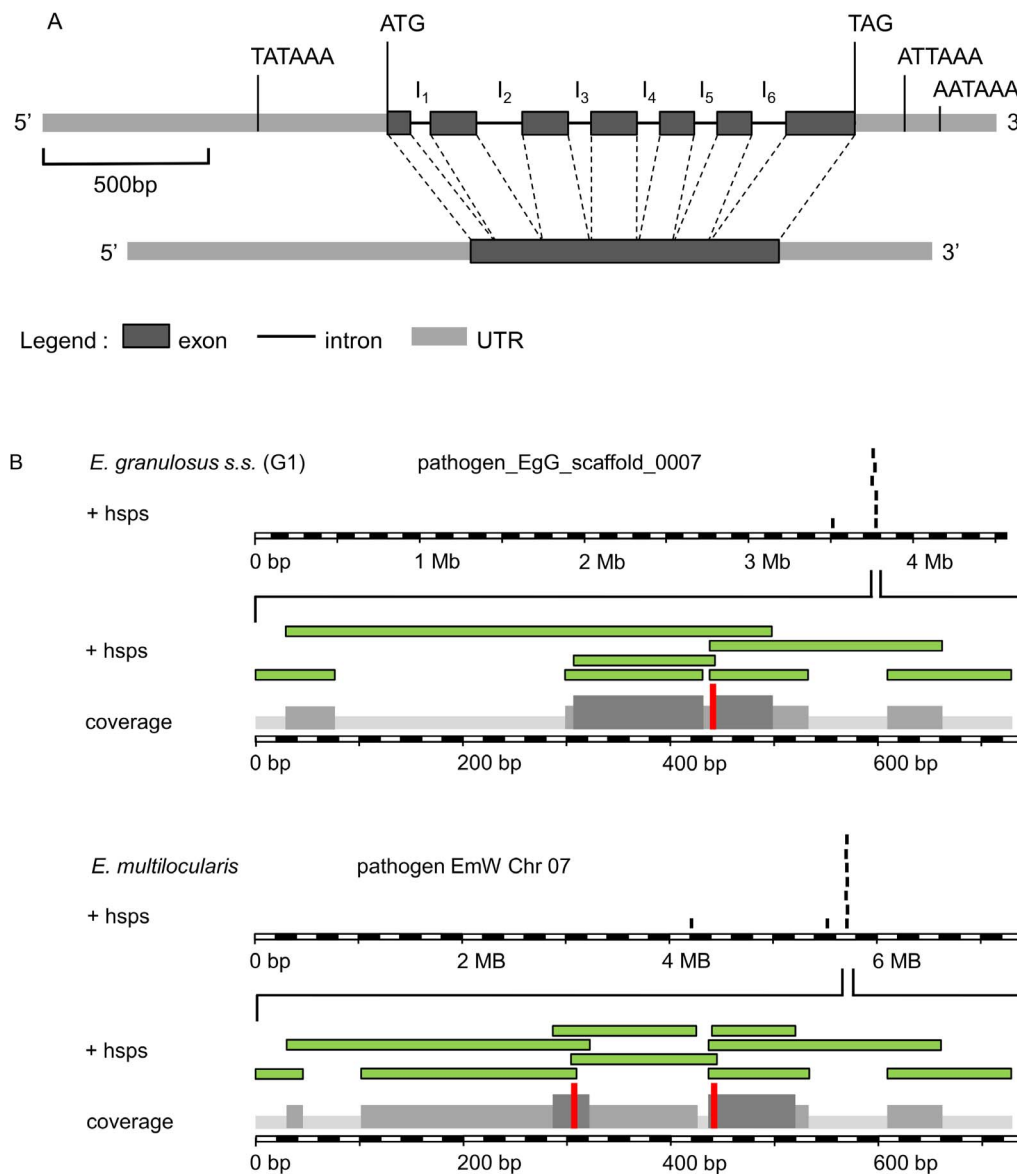 A
ATG
TAG
TATAAA
ATTAAA
AATAAA
I₁ I₂ I₃ I₄ I₅ I₆
5' 3'
500bp
5' 3'
Legend : exon intron UTR
B E. granulosus s.s. (G1) pathogen_EgG_scaffold_0007
+ hsps
0 bp 1 Mb 2 Mb 3 Mb 4 Mb
+ hsps
coverage
0 bp 200 bp 400 bp 600 bp
E. multilocularis pathogen EmW Chr 07
+ hsps
0 bp 2 MB 4 MB 6 MB
+ hsps
coverage
0 bp 200 bp 400 bp 600 bp